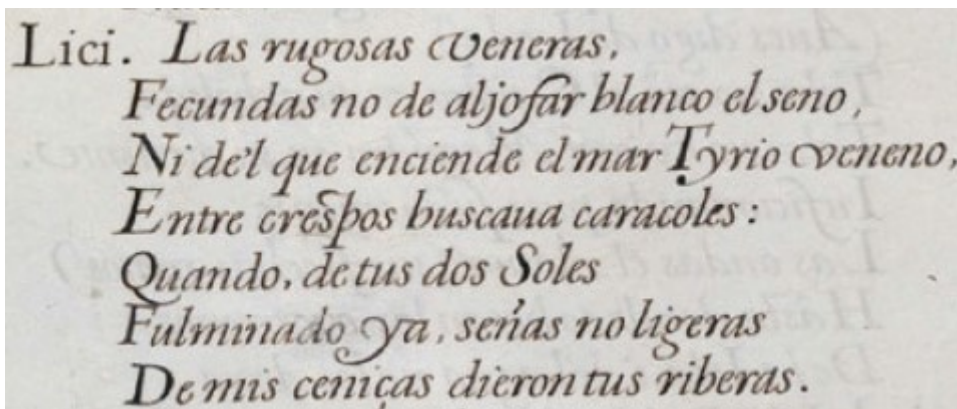 Lici. Las rugosas veneras,
Fecundas no de aljofar blanco el seno,
Ni de'l que enciende el mar Tyrio veneno,
Entre crespos buscaua caracoles:
Quando, de tus dos Soles
Fulminado ya, señas no ligeras
De mis ceniças dieron tus riberas.